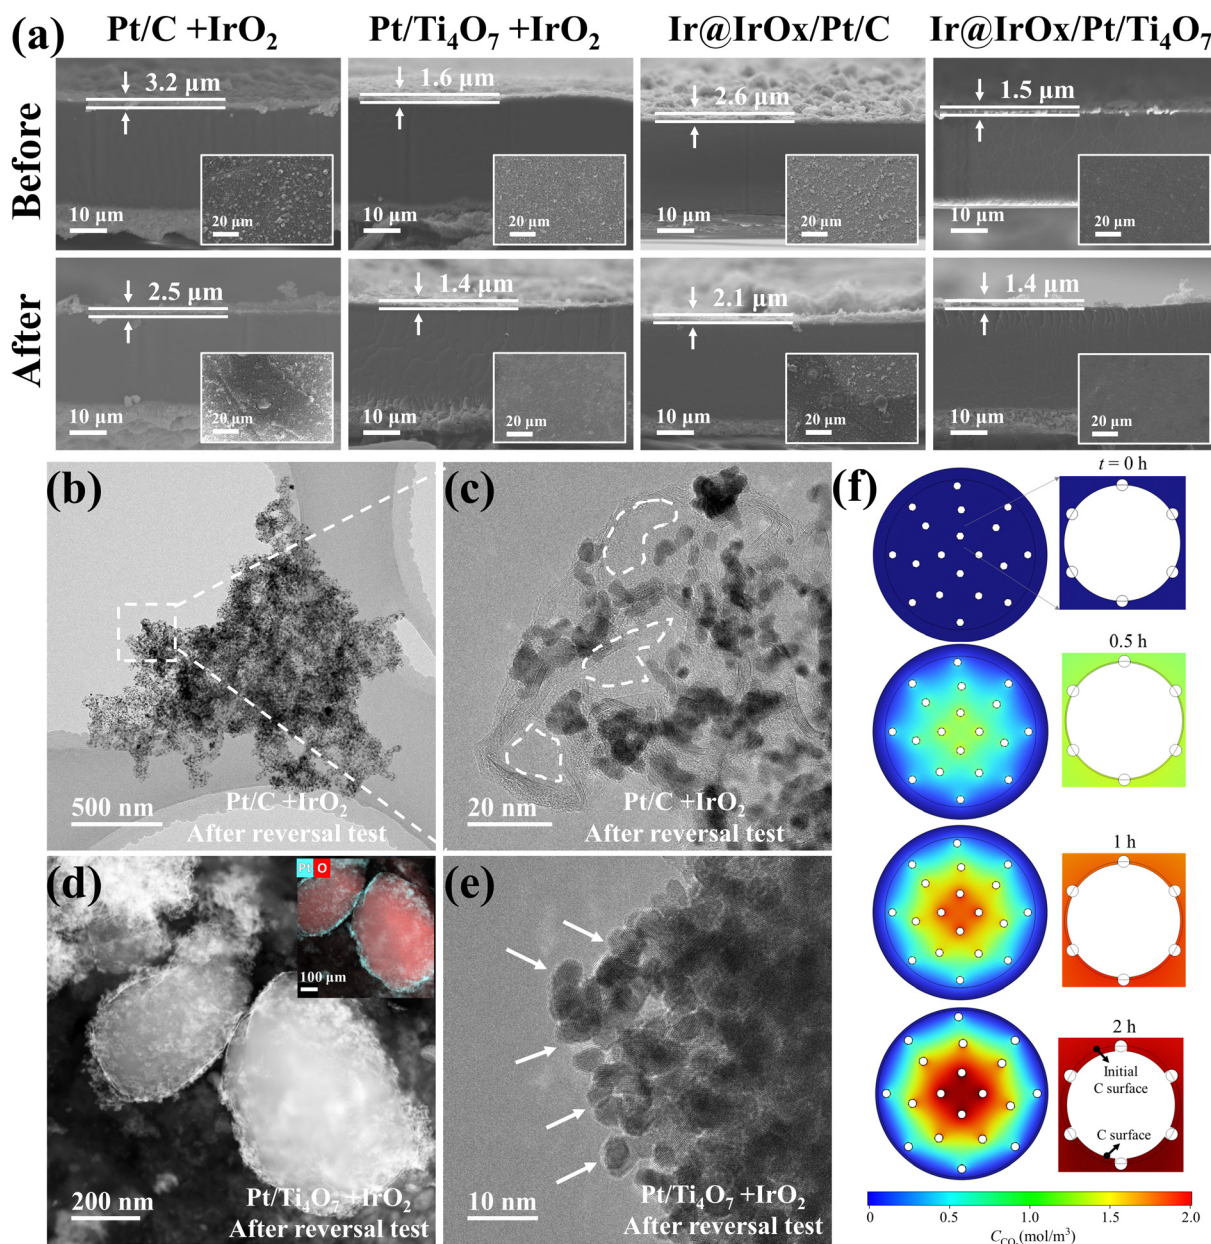 (a)
Pt/C +IrO₂
Pt/Ti₄O₇ +IrO₂
Ir@IrOx/Pt/C
Ir@IrOx/Pt/Ti₄O₇
Before
3.2 μm
10 μm
20 μm
1.6 μm
10 μm
20 μm
2.6 μm
10 μm
20 μm
1.5 μm
10 μm
20 μm
After
2.5 μm
10 μm
20 μm
1.4 μm
10 μm
20 μm
2.1 μm
10 μm
20 μm
1.4 μm
10 μm
20 μm
(b)
500 nm
Pt/C +IrO₂
After reversal test
(c)
20 nm
Pt/C +IrO₂
After reversal test
(d)
Pt O
100 μm
200 nm
Pt/Ti₄O₇ +IrO₂
After reversal test
(e)
10 nm
Pt/Ti₄O₇ +IrO₂
After reversal test
(f)
t = 0 h
0.5 h
1 h
2 h
Initial
C surface
C surface
0 0.5 1.0 1.5 2.0
C_CO₂(mol/m³)